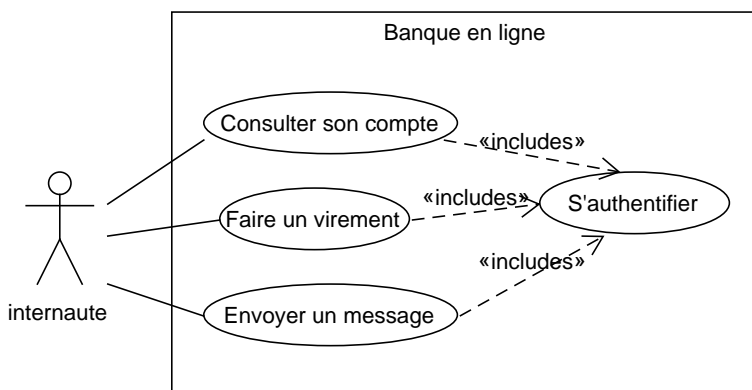 Banque en ligne
Consulter son compte
«includes»
«includes»
S'authentifier
Faire un virement
«includes»
internaute
Envoyer un message